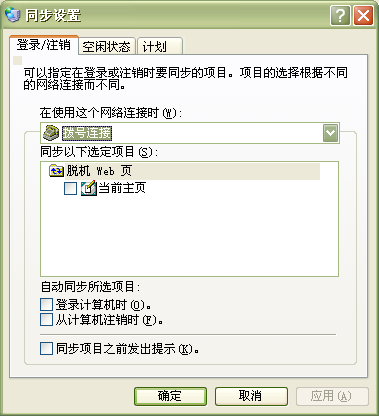 同步设置
登录/注销 空闲状态 计划
可以指定在登录或注销时要同步的项目。项目的选择根据不同
的网络连接而不同。
在使用这个网络连接时(W):
拨号连接
同步以下选定项目(S):
脱机 Web 页
当前主页
自动同步所选项目:
登录计算机时(O)。
从计算机注销时(F)。
同步项目之前发出提示(K)。
确定 取消 应用(A)